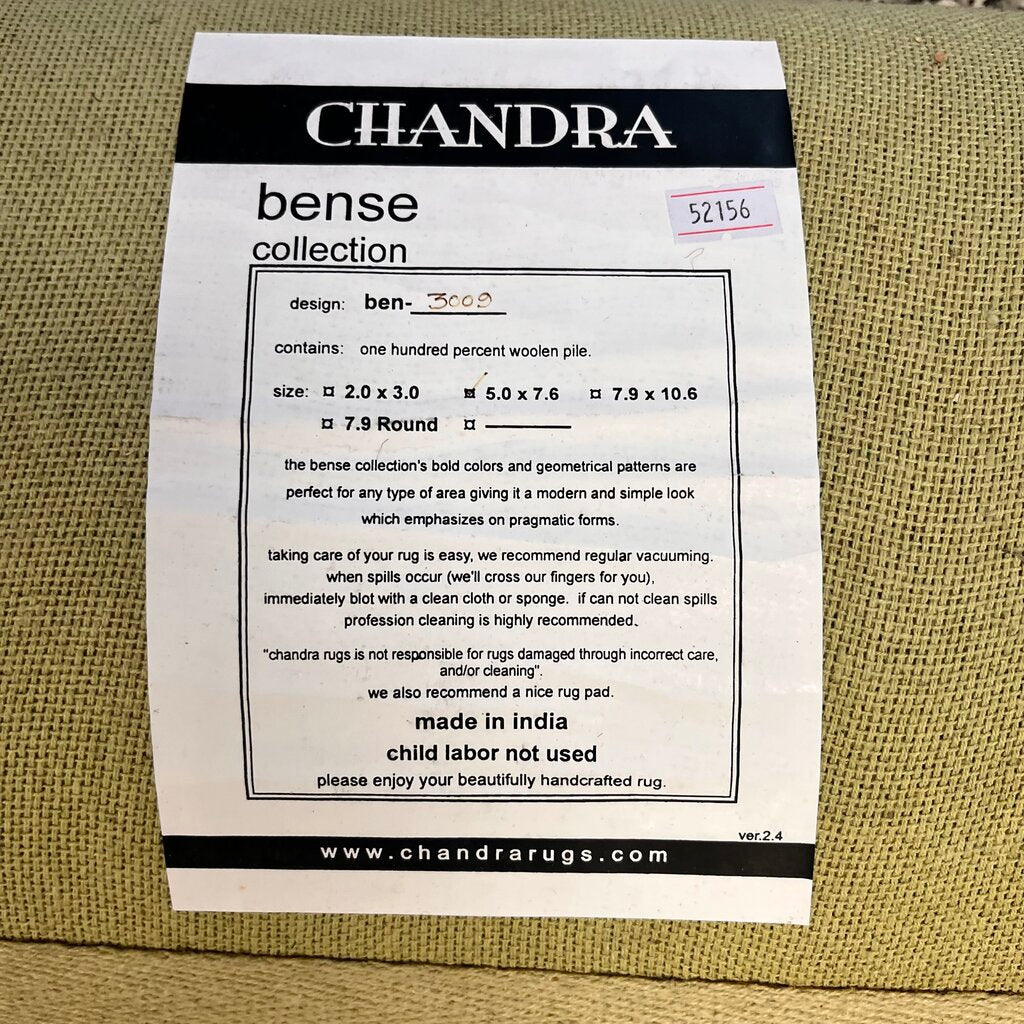 CHANDRA
bense
52156
collection
design: ben-3009
contains: one hundred percent woolen pile.
size: ¤ 2.0 x 3.0 ¤ 5.0 x 7.6 ¤ 7.9 x 10.6
¤ 7.9 Round ¤ ______
the bense collection's bold colors and geometrical patterns are
perfect for any type of area giving it a modern and simple look
which emphasizes on pragmatic forms.
taking care of your rug is easy, we recommend regular vacuuming.
when spills occur (we'll cross our fingers for you),
immediately blot with a clean cloth or sponge. if can not clean spills
profession cleaning is highly recommended.
"chandra rugs is not responsible for rugs damaged through incorrect care,
and/or cleaning".
we also recommend a nice rug pad.
made in india
child labor not used
please enjoy your beautifully handcrafted rug.
ver.2.4
www.chandrarugs.com